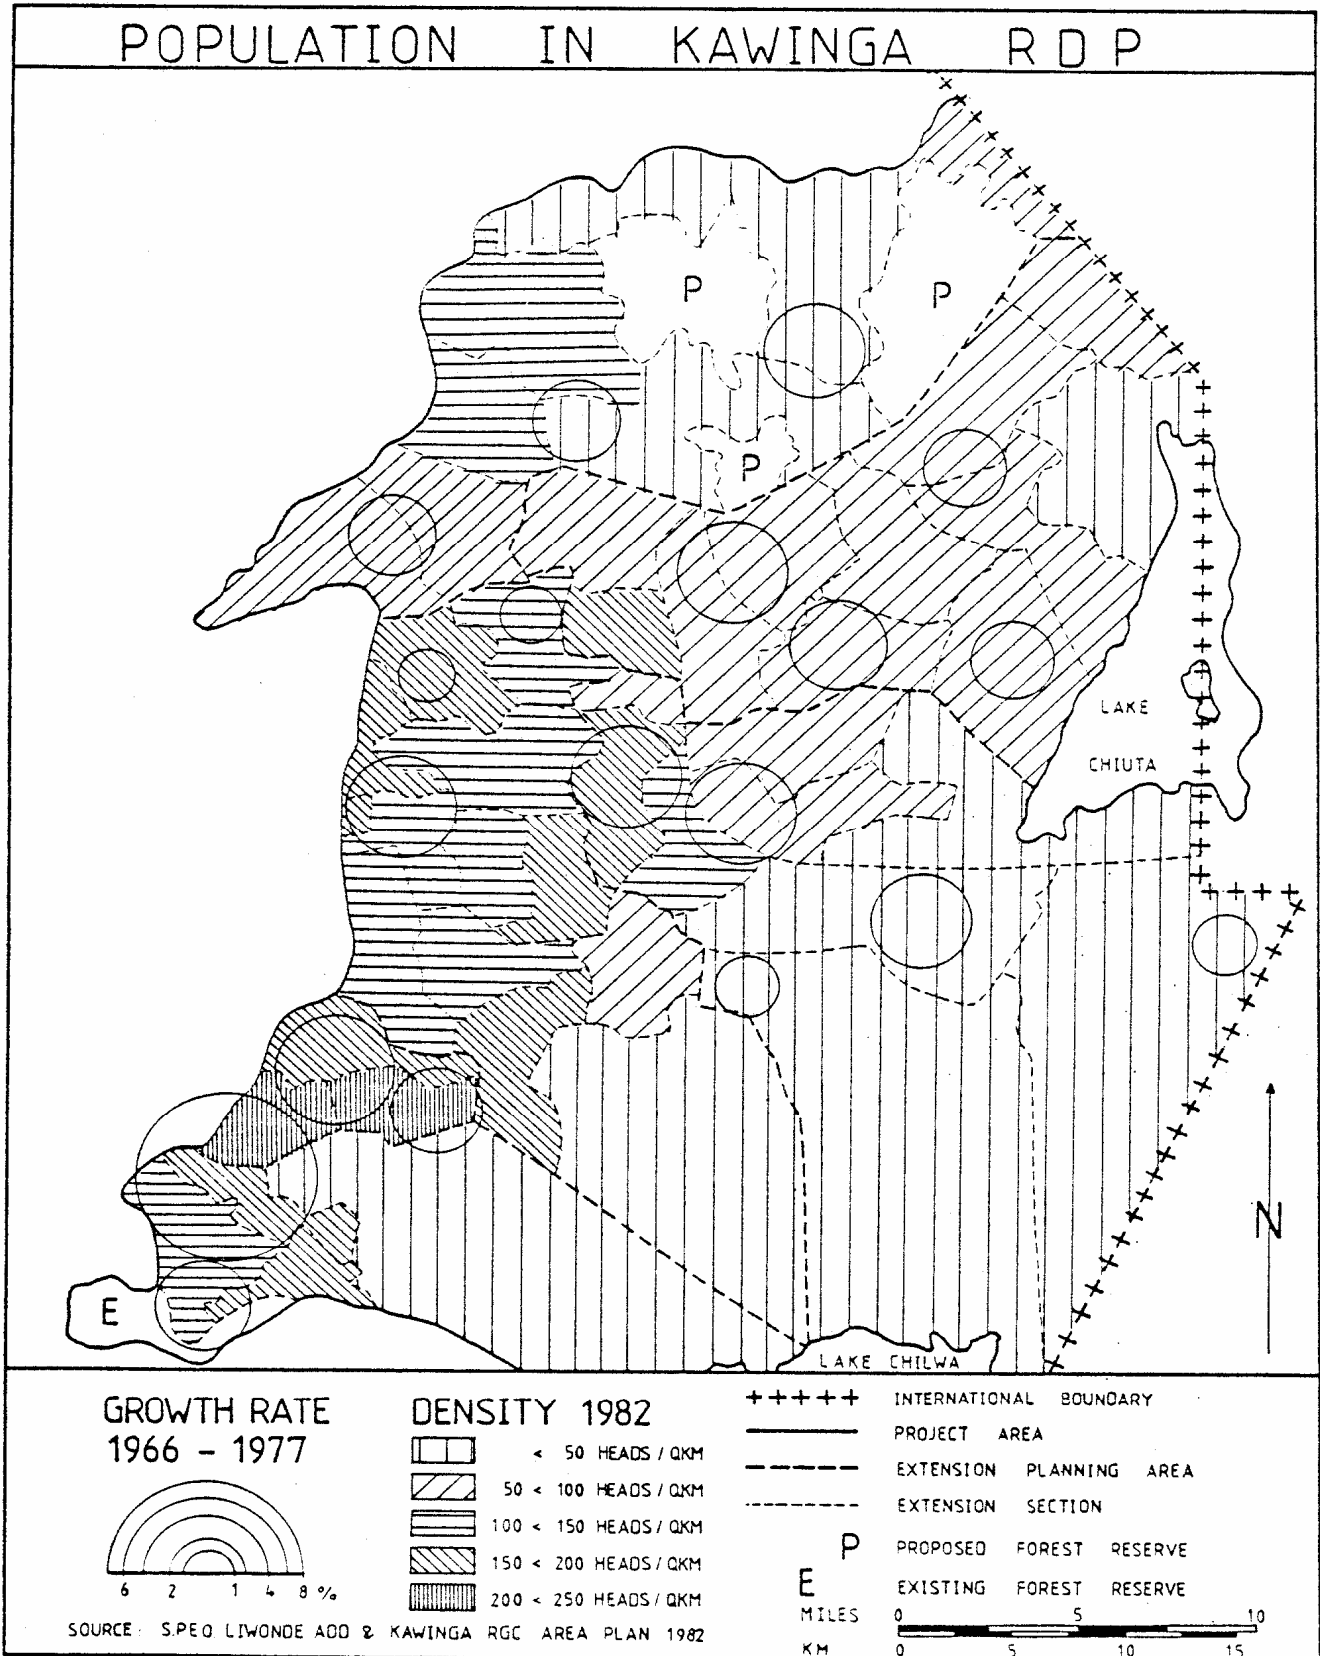 POPULATION IN KAWINGA RDP
P
P
P
LAKE
CHIUTA
N
E
LAKE CHILWA
GROWTH RATE
1966 - 1977
6 2 1 4 8 %
DENSITY 1982
< 50 HEADS / QKM
50 < 100 HEADS / QKM
100 < 150 HEADS / QKM
150 < 200 HEADS / QKM
200 < 250 HEADS / QKM
INTERNATIONAL BOUNDARY
PROJECT AREA
EXTENSION PLANNING AREA
EXTENSION SECTION
P PROPOSED FOREST RESERVE
E EXISTING FOREST RESERVE
MILES 0 5 10
KM 0 5 10 15
SOURCE: S.PEO. LIWONDE ADD & KAWINGA RGC AREA PLAN 1982